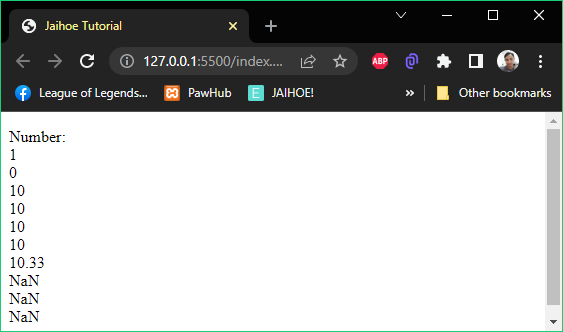 Jaihoe Tutorial
127.0.0.1:5500/index....
ABP
League of Legends...
PawHub
JAIHOE!
Other bookmarks
Number:
1
0
10
10
10
10
10.33
NaN
NaN
NaN